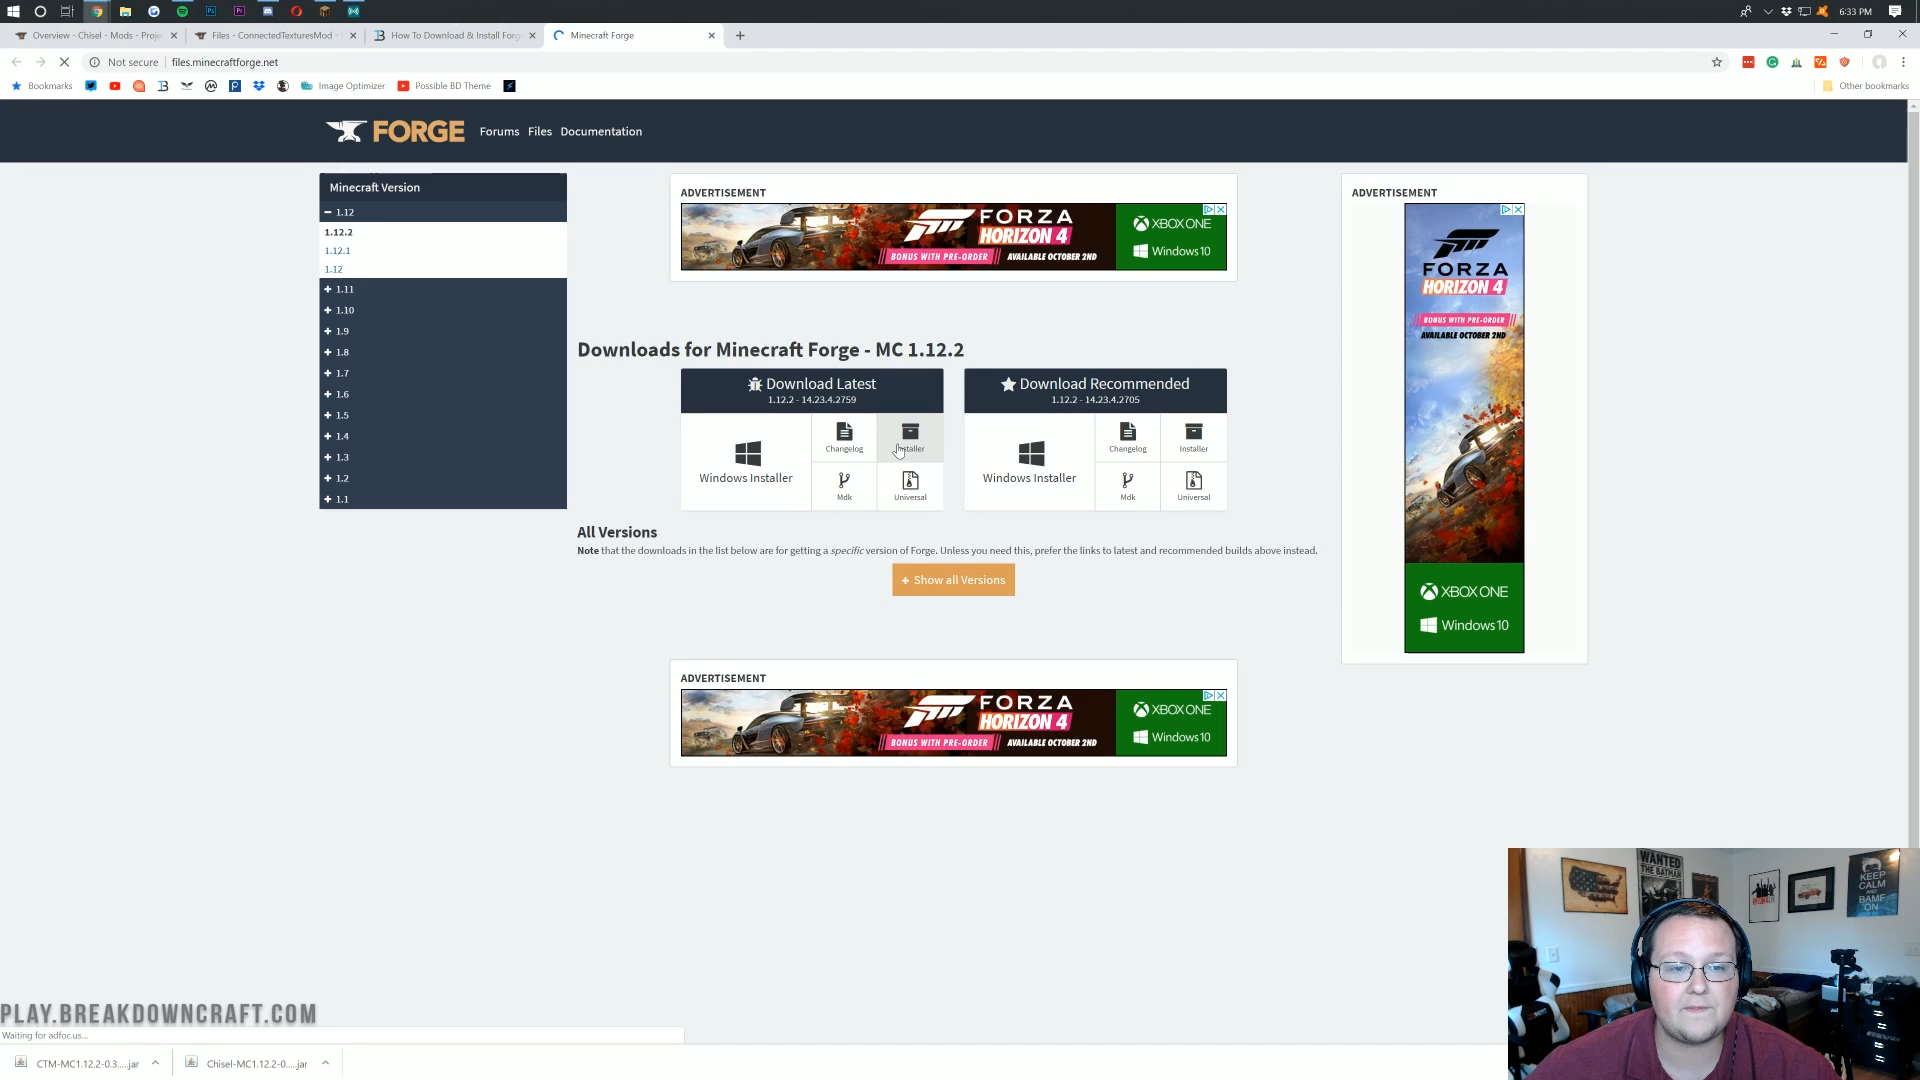 6:33 PM
Overview - Chisel - Mods - Proje
Files - ConnectedTexturesMod -
How To Download & Install Forg
Minecraft Forge
Not secure
files.minecraftforge.net
Bookmarks
Image Optimizer
Possible BD Theme
Other bookmarks
FORGE
Forums
Files
Documentation
Minecraft Version
1.12
1.12.2
1.12.1
1.12
1.11
1.10
1.9
1.8
1.7
1.6
1.5
1.4
1.3
1.2
1.1
ADVERTISEMENT
FORZA
HORIZON 4
BONUS WITH PRE-ORDER
AVAILABLE OCTOBER 2ND
XBOX ONE
Windows 10
Downloads for Minecraft Forge - MC 1.12.2
Download Latest
1.12.2 - 14.23.4.2759
Windows Installer
Changelog
Installer
Mdk
Universal
Download Recommended
1.12.2 - 14.23.4.2705
Windows Installer
Changelog
Installer
Mdk
Universal
All Versions
Note that the downloads in the list below are for getting a specific version of Forge. Unless you need this, prefer the links to latest and recommended builds above instead.
+ Show all Versions
ADVERTISEMENT
FORZA
HORIZON 4
BONUS WITH PRE-ORDER
AVAILABLE OCTOBER 2ND
XBOX ONE
Windows 10
ADVERTISEMENT
FORZA
HORIZON 4
BONUS WITH PRE-ORDER
AVAILABLE OCTOBER 2ND
XBOX ONE
Windows 10
WANTED
THE BATMAN
KEEP
CALM
AND
BAMF
ON
PLAY.BREAKDOWNCRAFT.COM
Waiting for adfoc.us...
CTM-MC1.12.2-0.3....jar
Chisel-MC1.12.2-0....jar